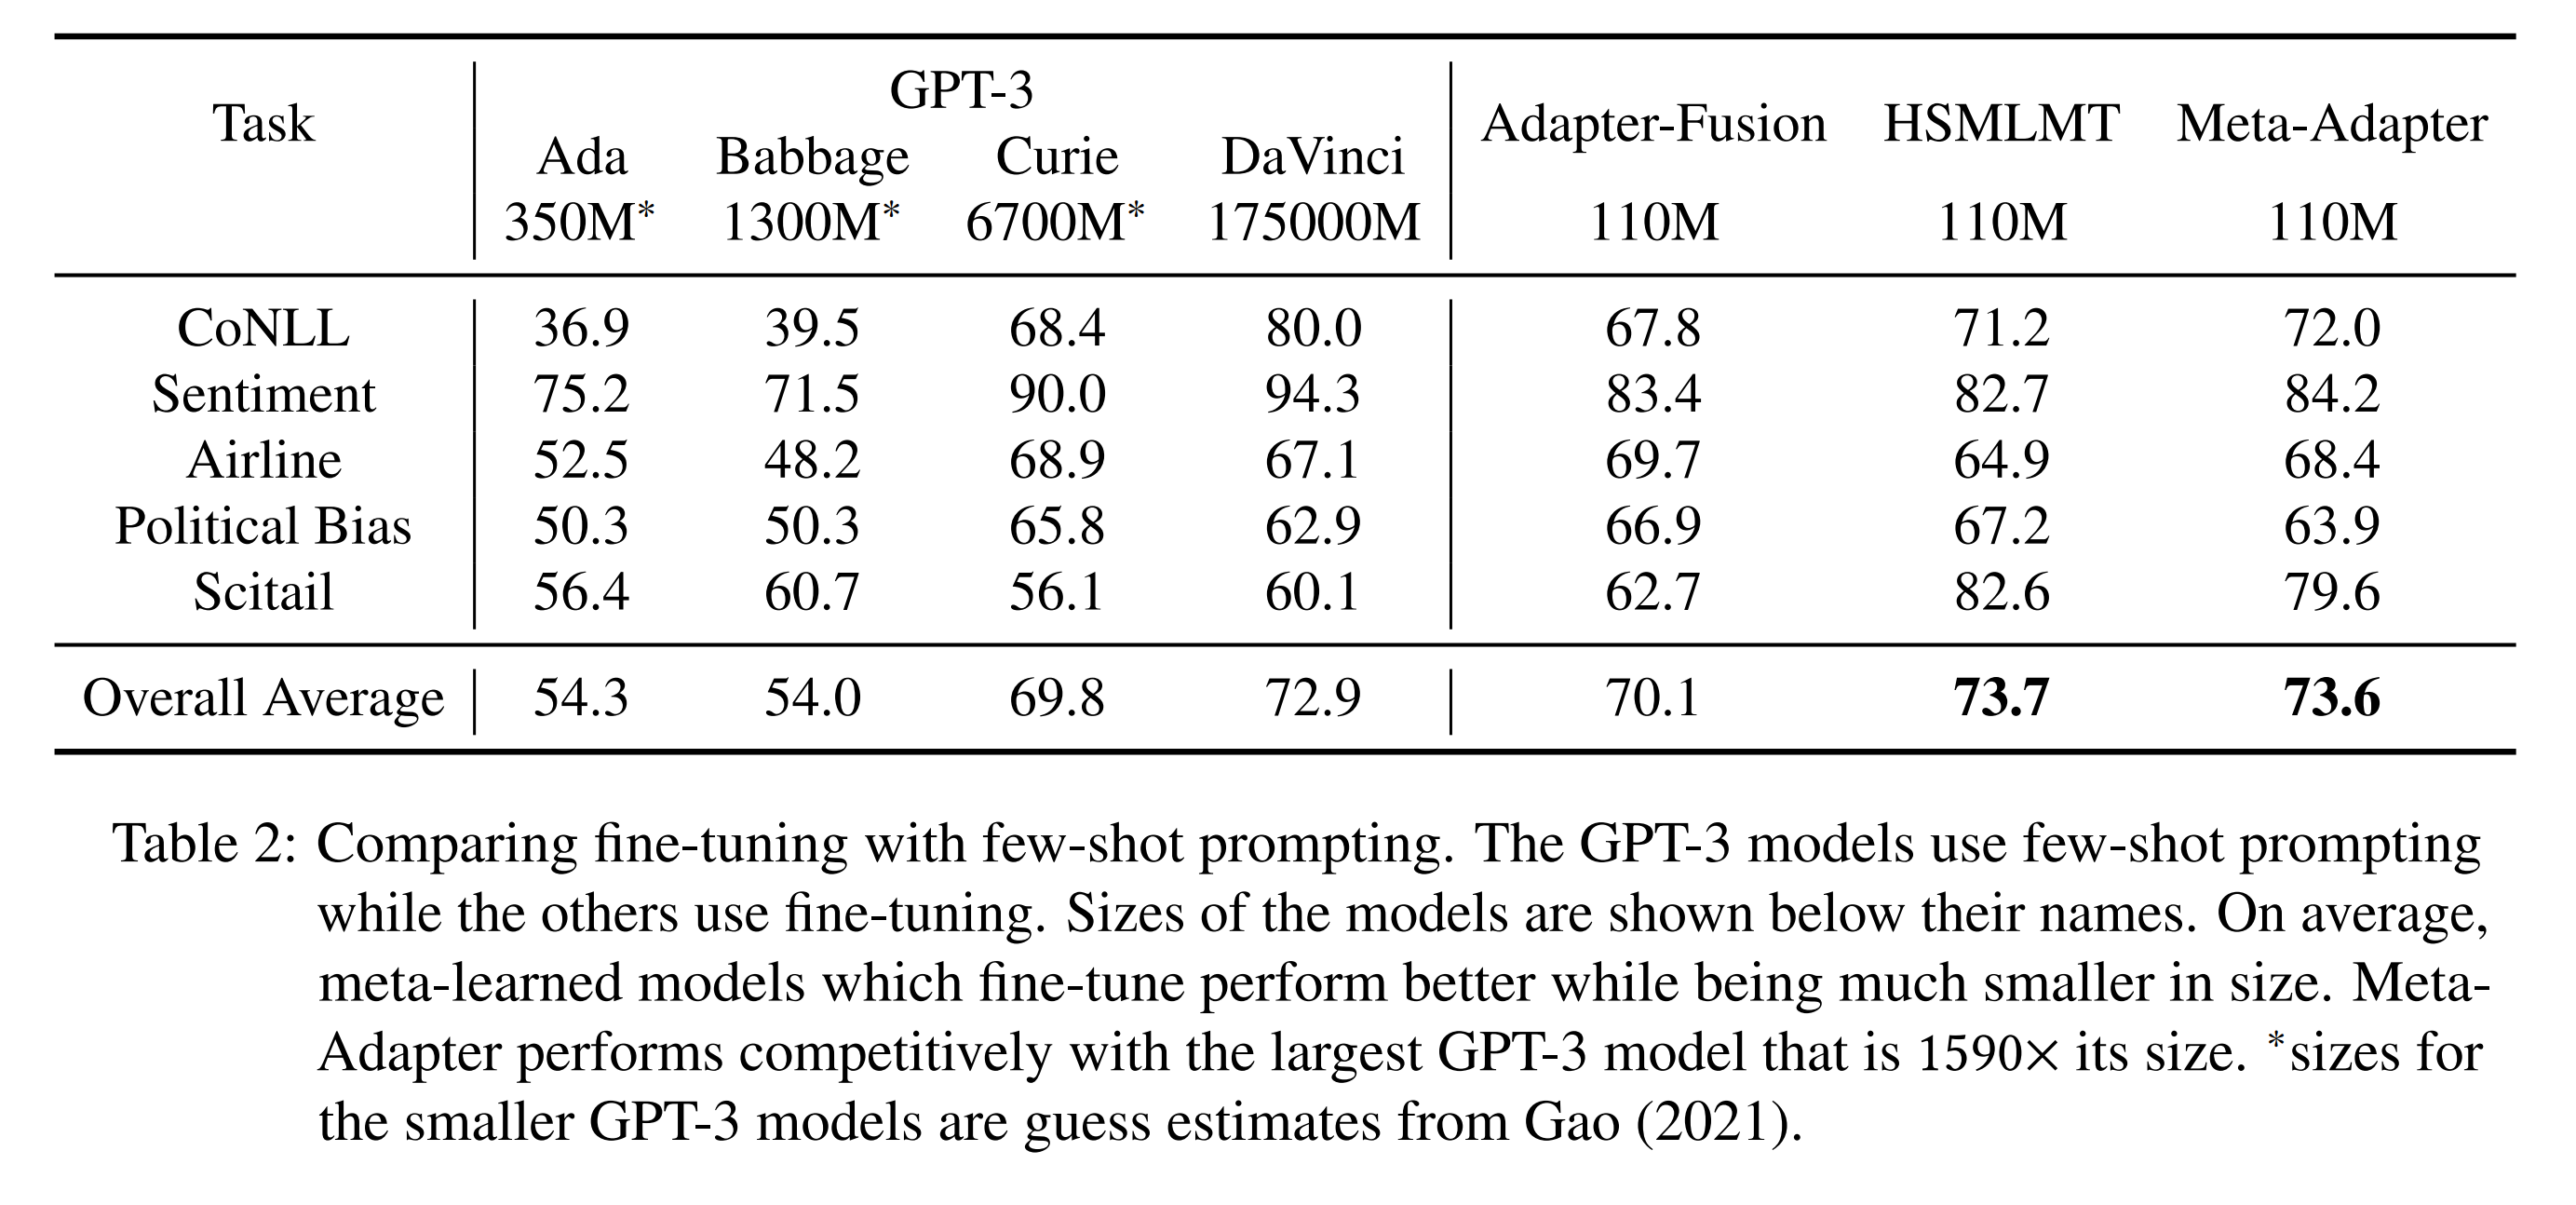 GPT-3
Task Adapter-Fusion HSMLMT Meta-Adapter
Ada Babbage Curie DaVinci
350M* 1300M* 6700M* 175000M 110M 110M 110M
CoNLL 36.9 39.5 68.4 80.0 67.8 71.2 72.0
Sentiment 75.2 71.5 90.0 94.3 83.4 82.7 84.2
Airline 52.5 48.2 68.9 67.1 69.7 64.9 68.4
Political Bias 50.3 50.3 65.8 62.9 66.9 67.2 63.9
Scitail 56.4 60.7 56.1 60.1 62.7 82.6 79.6
Overall Average 54.3 54.0 69.8 72.9 70.1 73.7 73.6
Table 2: Comparing fine-tuning with few-shot prompting. The GPT-3 models use few-shot prompting
while the others use fine-tuning. Sizes of the models are shown below their names. On average,
meta-learned models which fine-tune perform better while being much smaller in size. Meta-
Adapter performs competitively with the largest GPT-3 model that is 1590× its size. *sizes for
the smaller GPT-3 models are guess estimates from Gao (2021).